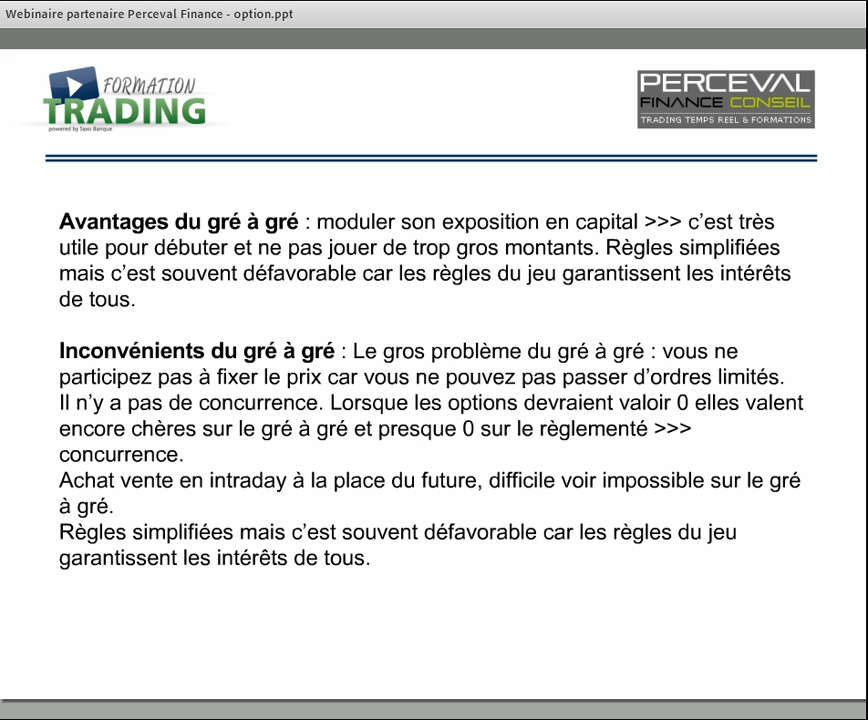 Webinaire partenaire Perceval Finance - option.ppt
FORMATION
TRADING
powered by Saxo Banque
PERCEVAL
FINANCE CONSEIL
TRADING TEMPS REEL & FORMATIONS
Avantages du gré à gré : moduler son exposition en capital >>> c’est très
utile pour débuter et ne pas jouer de trop gros montants. Règles simplifiées
mais c’est souvent défavorable car les règles du jeu garantissent les intérêts
de tous.
Inconvénients du gré à gré : Le gros problème du gré à gré : vous ne
participez pas à fixer le prix car vous ne pouvez pas passer d’ordres limités.
Il n’y a pas de concurrence. Lorsque les options devraient valoir 0 elles valent
encore chères sur le gré à gré et presque 0 sur le règlementé >>>
concurrence.
Achat vente en intraday à la place du future, difficile voir impossible sur le gré
à gré.
Règles simplifiées mais c’est souvent défavorable car les règles du jeu
garantissent les intérêts de tous.